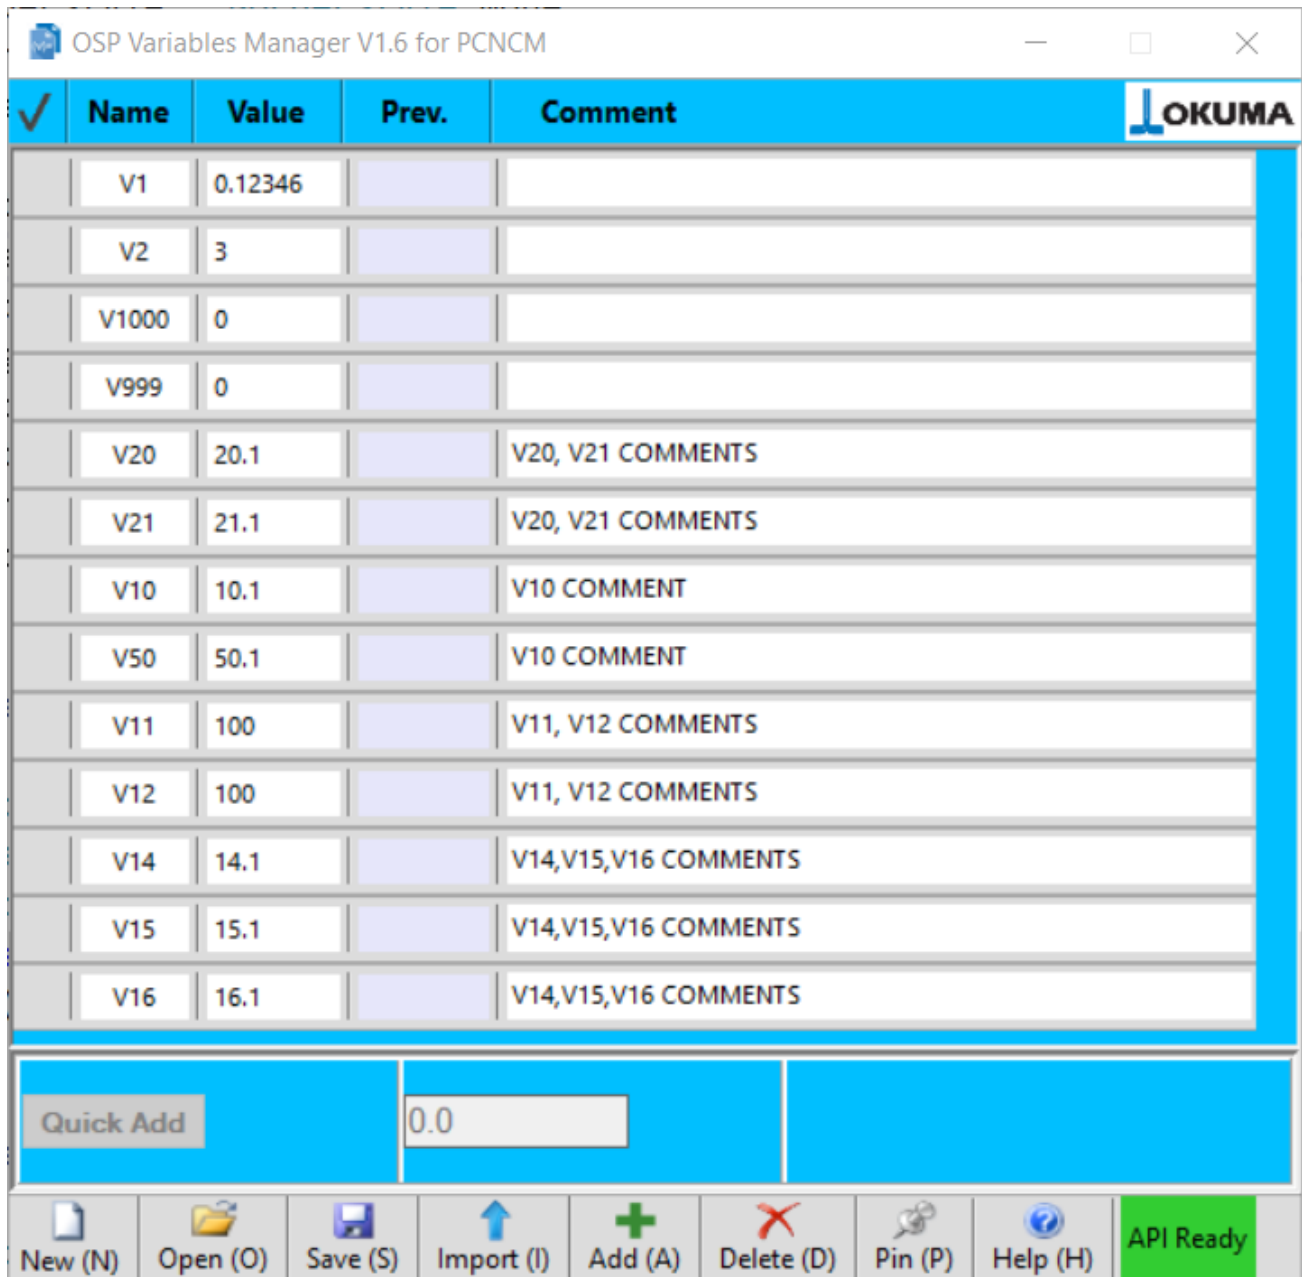 OSP Variables Manager V1.6 for PCNCM
Name Value Prev. Comment OKUMA
V1 0.12346
V2 3
V1000 0
V999 0
V20 20.1 V20, V21 COMMENTS
V21 21.1 V20, V21 COMMENTS
V10 10.1 V10 COMMENT
V50 50.1 V10 COMMENT
V11 100 V11, V12 COMMENTS
V12 100 V11, V12 COMMENTS
V14 14.1 V14,V15,V16 COMMENTS
V15 15.1 V14,V15,V16 COMMENTS
V16 16.1 V14,V15,V16 COMMENTS
Quick Add 0.0
New (N) Open (O) Save (S) Import (I) Add (A) Delete (D) Pin (P) Help (H) API Ready